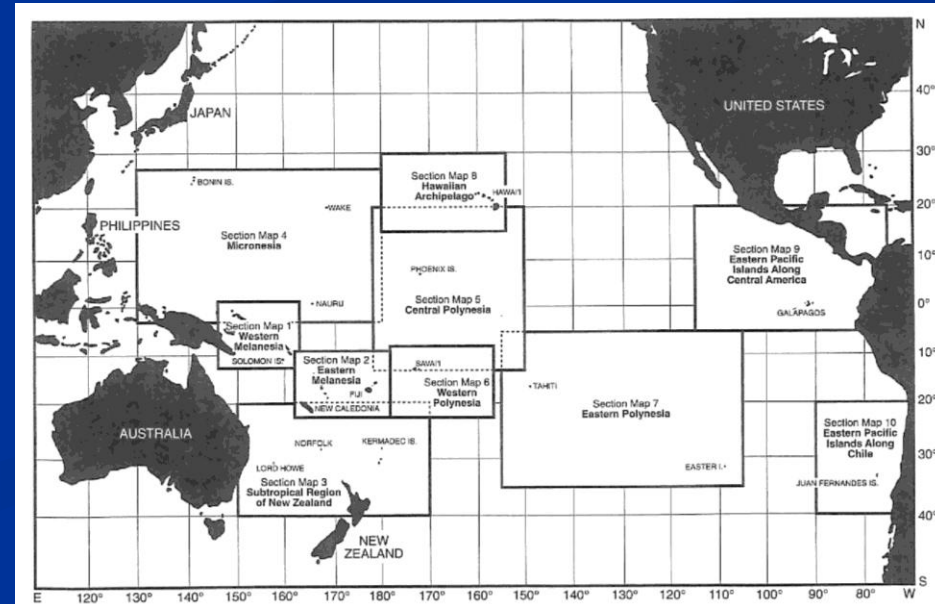 N
40°
JAPAN
UNITED STATES
30°
BONIN IS.
Section Map 8
Hawaiian
Archipelago
HAWAI'I
20°
WAKE
PHILIPPINES
Section Map 4
Micronesia
Section Map 9
Eastern Pacific
Islands Along
Central America
10°
PHOENIX IS.
NAURU
Section Map 5
Central Polynesia
0°
GALAPAGOS
Section Map 1
Western
Melanesia
SOLOMON IS.
10°
Section Map 2
Eastern
Melanesia
FIJI
NEW CALEDONIA
SAVAI'I
Section Map 6
Western
Polynesia
TAHITI
Section Map 7
Eastern Polynesia
20°
AUSTRALIA
Section Map 10
Eastern Pacific
Islands Along
Chile
NORFOLK
KERMADEC IS.
30°
LORD HOWE
EASTER I.
JUAN FERNANDES IS.
Section Map 3
Subtropical Region
of New Zealand
40°
NEW
ZEALAND
S
E 120° 130° 140° 150° 160° 170° 180° 170° 160° 150° 140° 130° 120° 110° 100° 90° 80° W